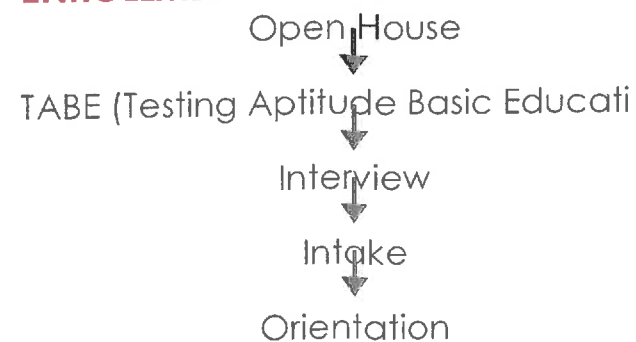 Open House
TABE (Testing Aptitude Basic Educati
Interview
Intake
Orientation